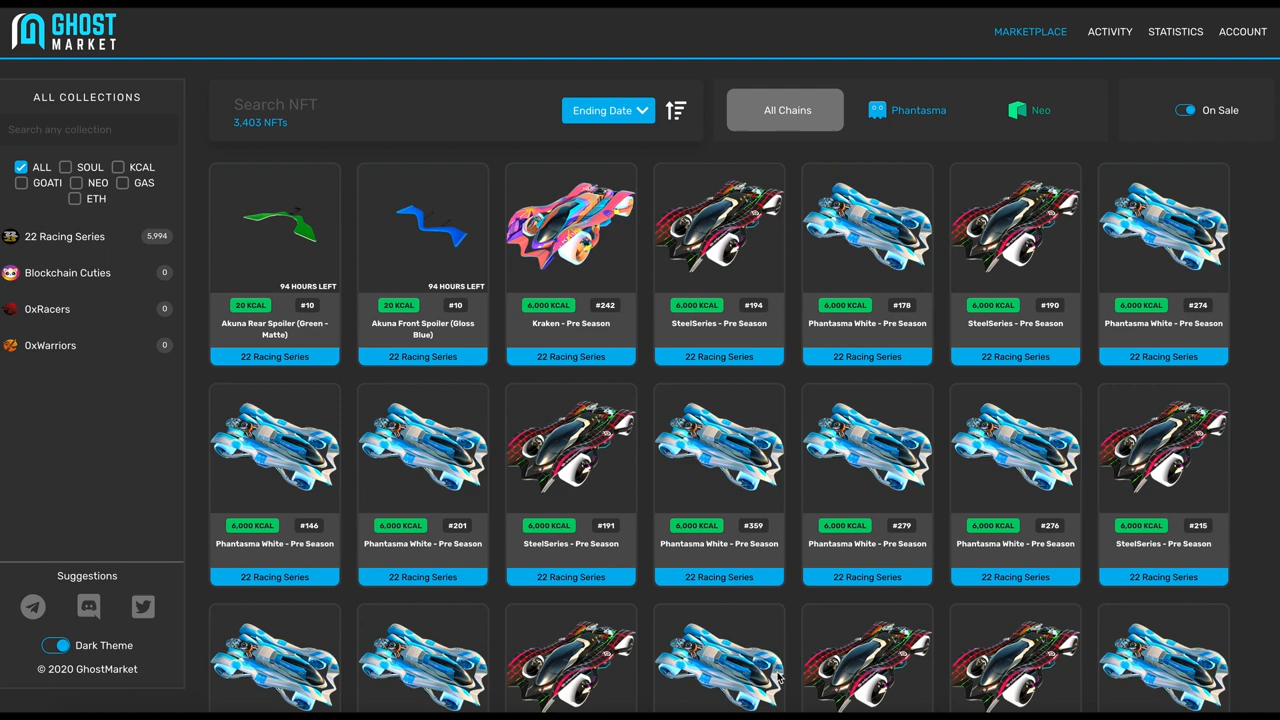 GHOST
MARKET
MARKETPLACE
ACTIVITY
STATISTICS
ACCOUNT
ALL COLLECTIONS
Search any collection
ALL
SOUL
KCAL
GOATI
NEO
GAS
ETH
22 Racing Series
5,994
Blockchain Cuties
0
0xRacers
0
0xWarriors
0
Suggestions
Dark Theme
© 2020 GhostMarket
Search NFT
3,403 NFTs
Ending Date
All Chains
Phantasma
Neo
On Sale
94 HOURS LEFT
20 KCAL
#10
Akuna Rear Spoiler (Green -
Matte)
22 Racing Series
94 HOURS LEFT
20 KCAL
#10
Akuna Front Spoiler (Gloss
Blue)
22 Racing Series
6,000 KCAL
#242
Kraken - Pre Season
22 Racing Series
6,000 KCAL
#194
SteelSeries - Pre Season
22 Racing Series
6,000 KCAL
#178
Phantasma White - Pre Season
22 Racing Series
6,000 KCAL
#190
SteelSeries - Pre Season
22 Racing Series
6,000 KCAL
#274
Phantasma White - Pre Season
22 Racing Series
6,000 KCAL
#146
Phantasma White - Pre Season
22 Racing Series
6,000 KCAL
#201
Phantasma White - Pre Season
22 Racing Series
6,000 KCAL
#191
SteelSeries - Pre Season
22 Racing Series
6,000 KCAL
#359
Phantasma White - Pre Season
22 Racing Series
6,000 KCAL
#279
Phantasma White - Pre Season
22 Racing Series
6,000 KCAL
#276
Phantasma White - Pre Season
22 Racing Series
6,000 KCAL
#215
SteelSeries - Pre Season
22 Racing Series